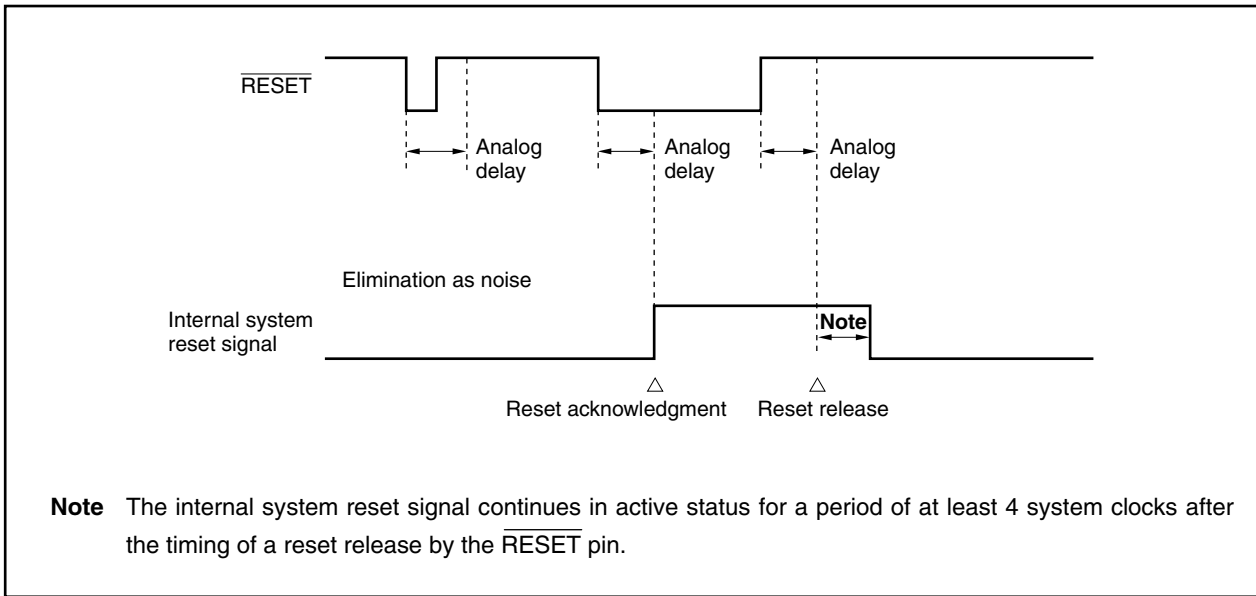 RESET
Analog
delay
Analog
delay
Analog
delay
Elimination as noise
Internal system
reset signal
Note
△ △
Reset acknowledgment Reset release
Note The internal system reset signal continues in active status for a period of at least 4 system clocks after
the timing of a reset release by the RESET pin.